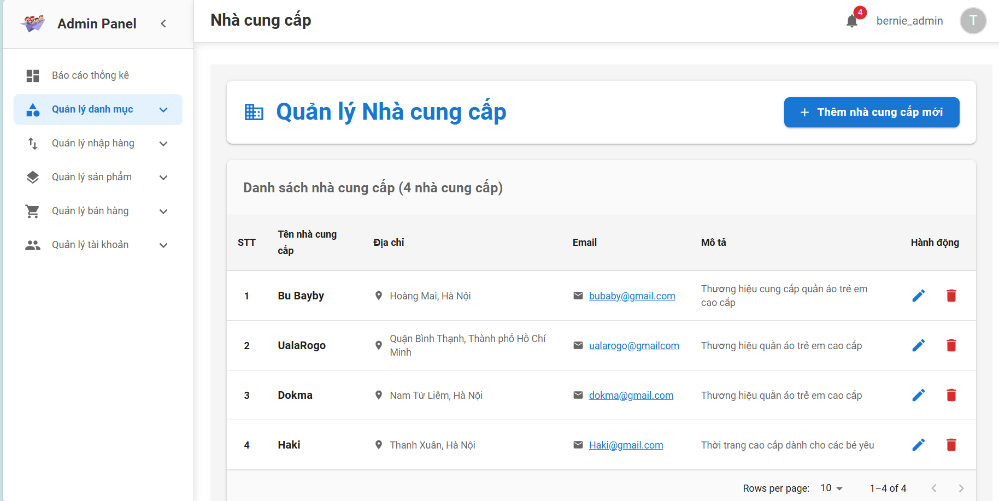 Admin Panel
Nhà cung cấp
4
bernie_admin
T
Báo cáo thống kê
Quản lý danh mục
Quản lý nhập hàng
Quản lý sản phẩm
Quản lý bán hàng
Quản lý tài khoản
Quản lý Nhà cung cấp
Thêm nhà cung cấp mới
Danh sách nhà cung cấp (4 nhà cung cấp)
STT
Tên nhà cung
cấp
Địa chỉ
Email
Mô tả
Hành động
1
Bu Bayby
Hoàng Mai, Hà Nội
bubaby@gmail.com
Thương hiệu cung cấp quần áo trẻ em
cao cấp
2
UalaRogo
Quận Bình Thạnh, Thành phố Hồ Chí
Minh
ualarogo@gmailcom
Thương hiệu quần áo trẻ em cao cấp
3
Dokma
Nam Từ Liêm, Hà Nội
dokma@gmail.com
Thương hiệu quần áo trẻ em cao cấp
4
Haki
Thanh Xuân, Hà Nội
Haki@gmail.com
Thời trang cao cấp dành cho các bé yêu
Rows per page: 10
1–4 of 4